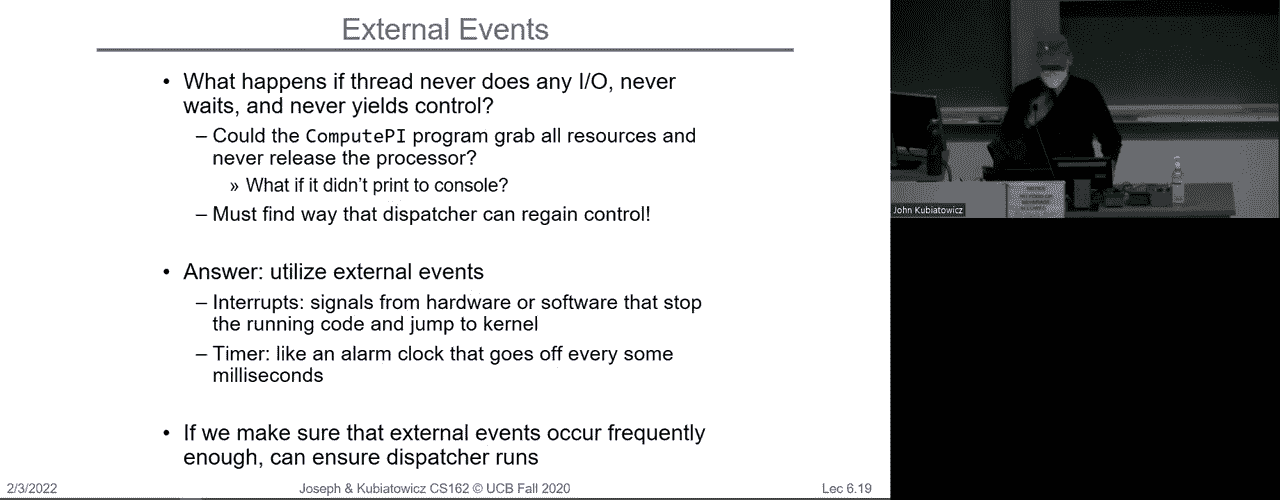 External Events
• What happens if thread never does any I/O, never
waits, and never yields control?
– Could the ComputePI program grab all resources and
never release the processor?
» What if it didn't print to console?
– Must find way that dispatcher can regain control!
• Answer: utilize external events
– Interrupts: signals from hardware or software that stop
the running code and jump to kernel
– Timer: like an alarm clock that goes off every some
milliseconds
• If we make sure that external events occur frequently
enough, can ensure dispatcher runs
2/3/2022
Joseph & Kubiatowicz CS162 © UCB Fall 2020
Lec 6.19
John Kubiatowicz